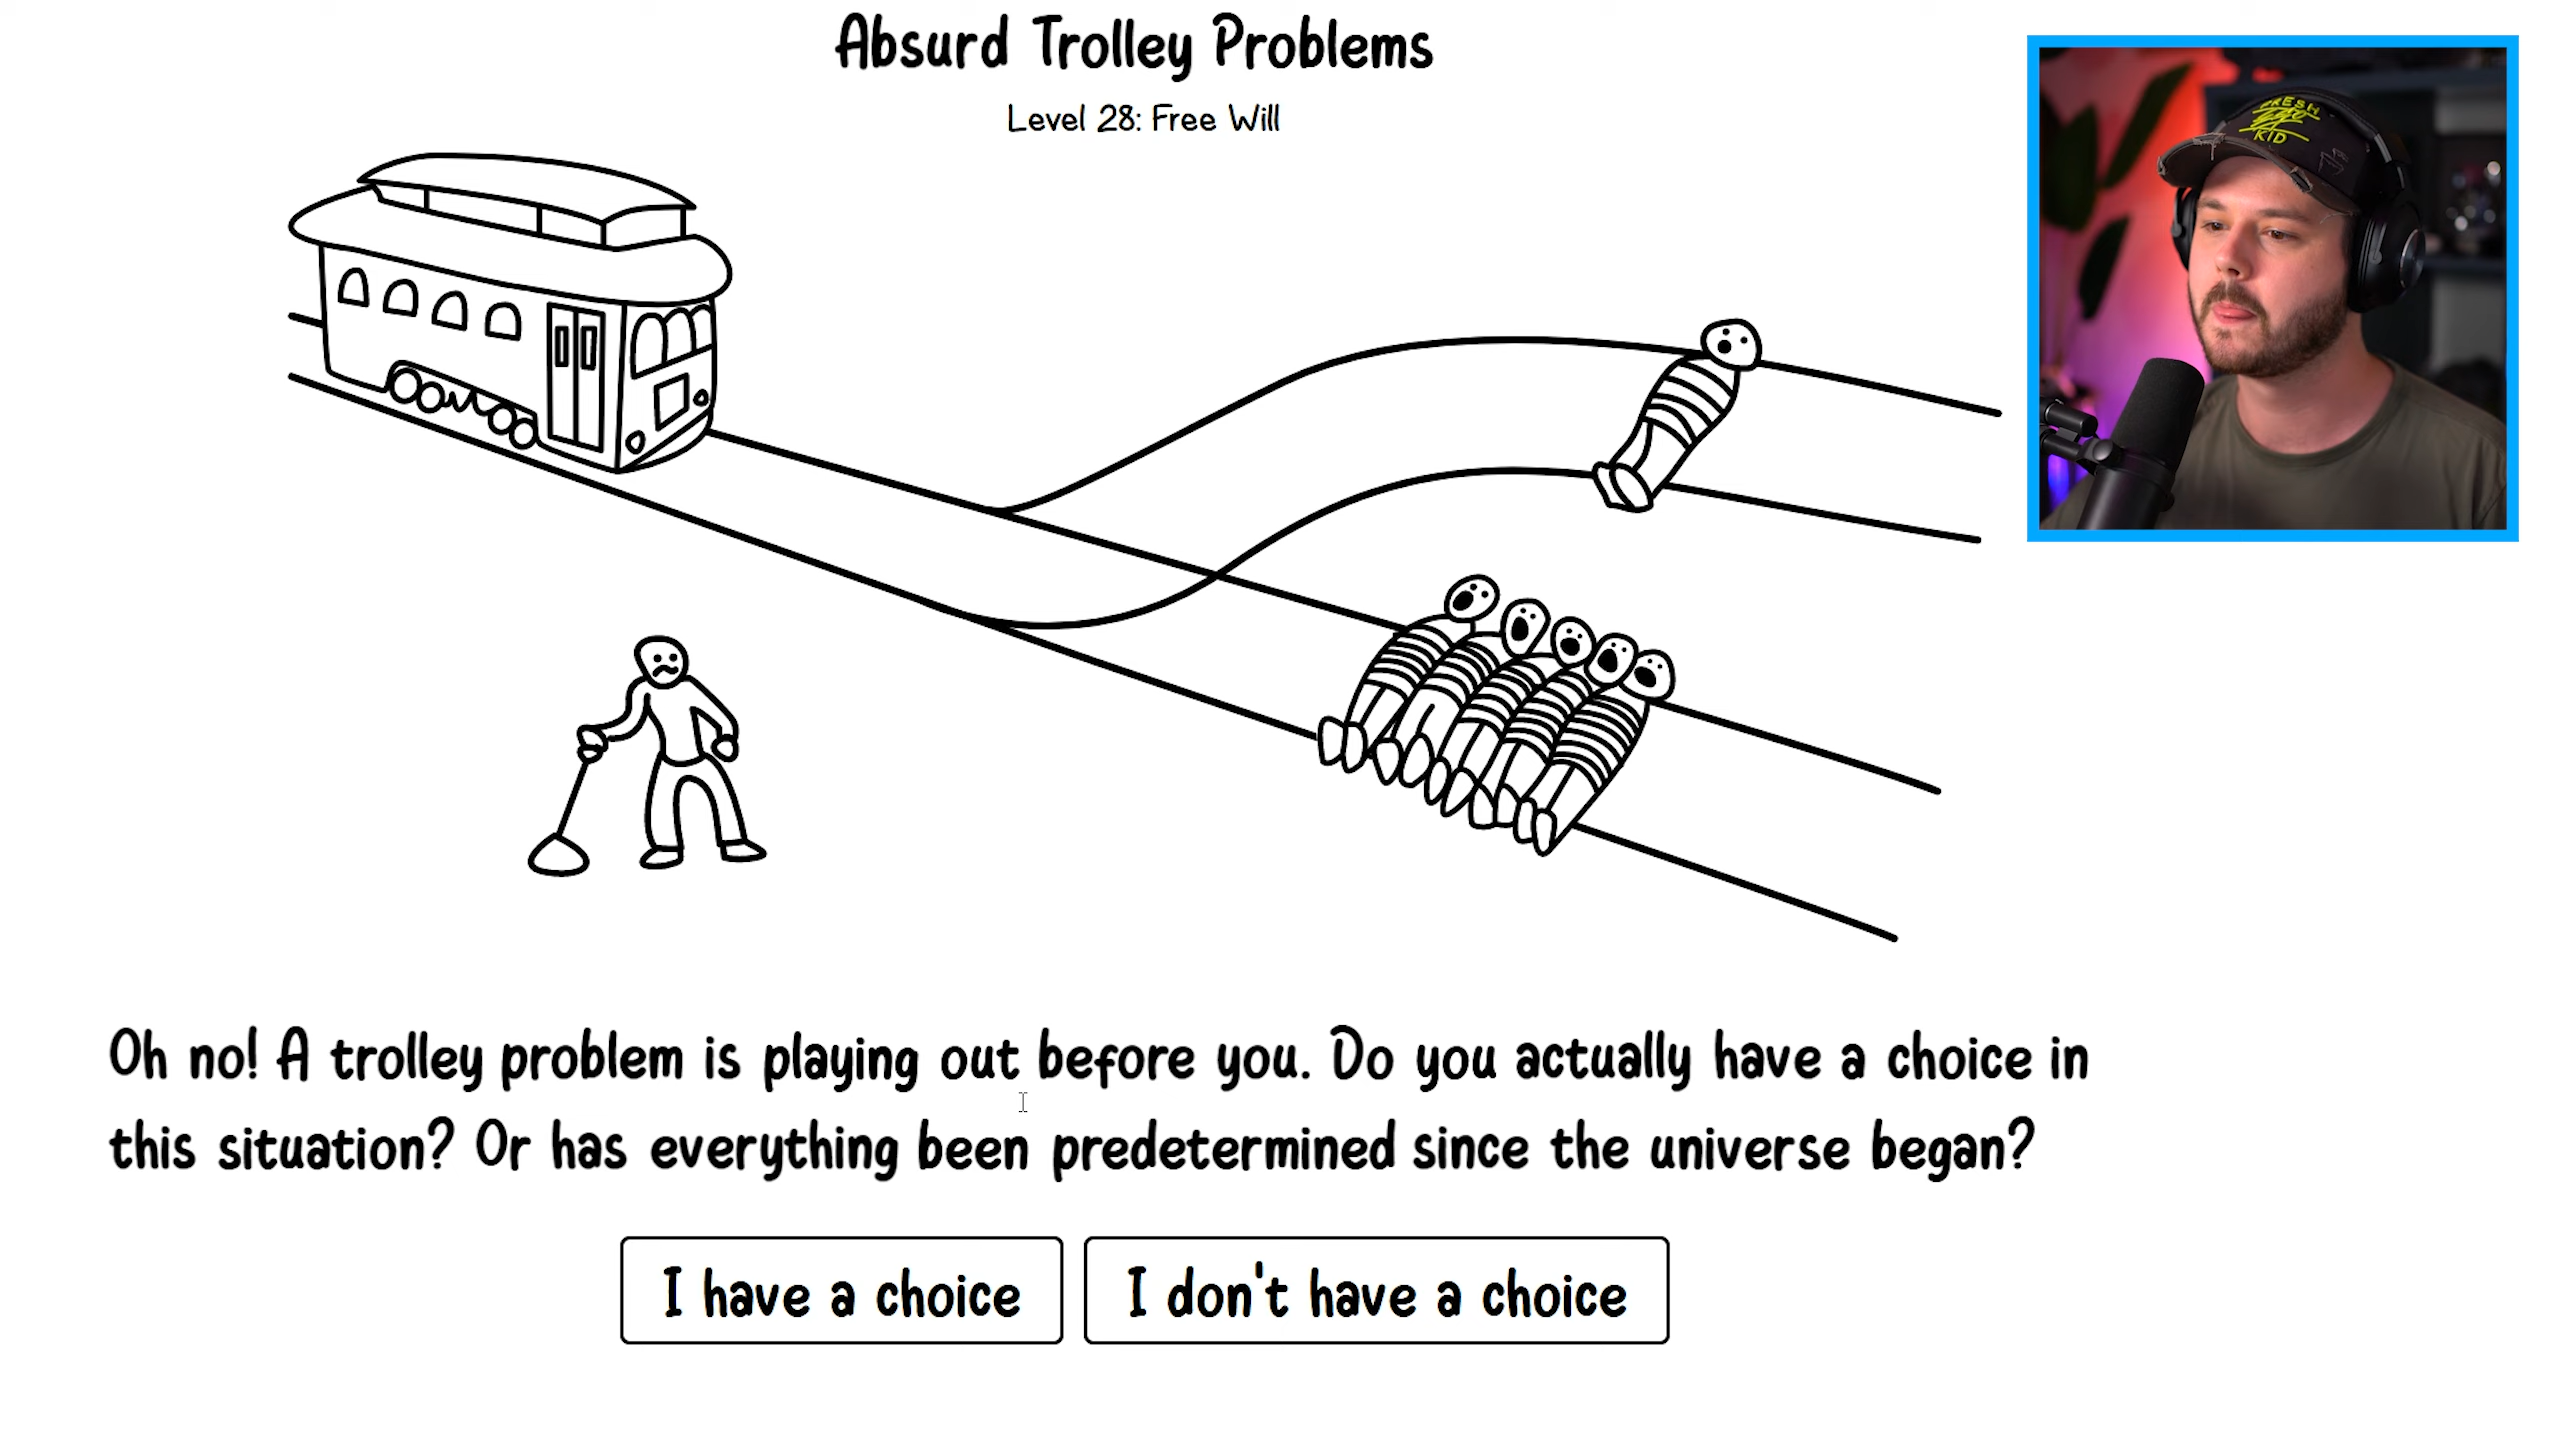 Absurd Trolley Problems
Level 28: Free Will
FRESH
KID
Oh no! A trolley problem is playing out before you. Do you actually have a choice in
this situation? Or has everything been predetermined since the universe began?
I have a choice
I don't have a choice